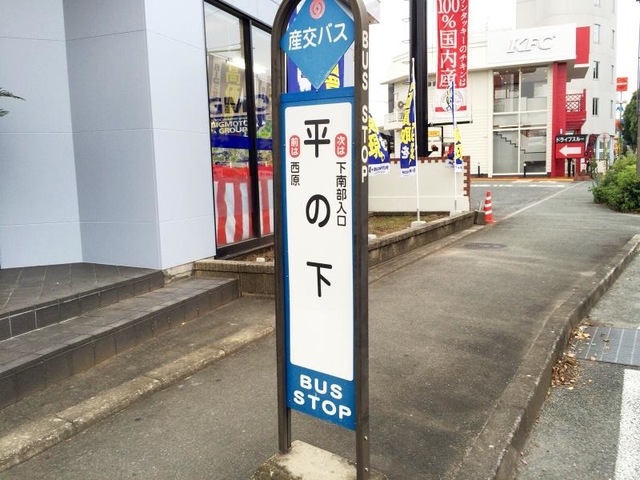 産交バス
BUS STOP
次は 下南部入口
平の下
前は 西原
BUS
STOP
ケンタッキーのチキンは
100%国内産
KFC
ドライブスルー